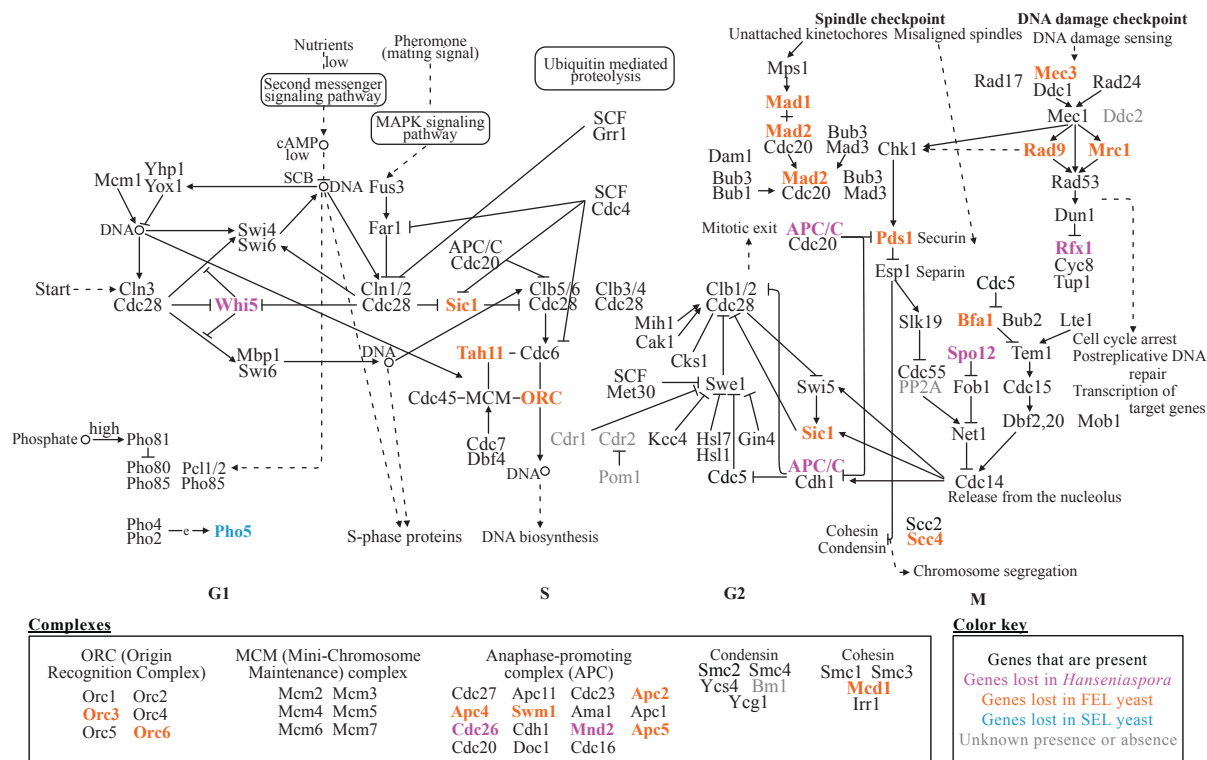 Spindle checkpoint
DNA damage checkpoint
Unattached kinetochores
Misaligned spindles
DNA damage sensing
Nutrients
low
Pheromone
(mating signal)
Ubiquitin mediated
proteolysis
Second messenger
signaling pathway
MAPK signaling
pathway
cAMP
low
SCF
Grr1
SCF
Cdc4
Mcm1
Yhp1
Yox1
SCB
DNA
Fus3
DNA
Swi4
Swi6
Far1
APC/C
Cdc20
Start
Cln3
Cdc28
Whi5
Cln1/2
Cdc28
Sic1
Clb5/6
Cdc28
Clb3/4
Cdc28
Mbp1
Swi6
DNA
Tah11
Cdc6
Cdc45
MCM
ORC
Cdc7
Dbf4
DNA
Phosphate
high
Pho81
Pho80
Pho85
Pcl1/2
Pho85
Pho4
Pho2
e
Pho5
S-phase proteins
DNA biosynthesis
Mps1
Mad1
+
Mad2
Cdc20
Bub3
Mad3
Dam1
Bub3
Bub1
Mad2
Cdc20
Bub3
Mad3
Mitotic exit
APC/C
Cdc20
Clb1/2
Cdc28
Mih1
Cak1
Cks1
SCF
Met30
Swe1
Swi5
Cdr1
Cdr2
Pom1
Kcc4
Hsl7
Hsl1
Gin4
Sic1
Cdc5
APC/C
Cdh1
Rad17
Mec3
Ddc1
Rad24
Mec1
Ddc2
Chk1
Rad9
Mrc1
Rad53
Dun1
Rfx1
Cyc8
Tup1
Pds1
Securin
Esp1
Separin
Cdc5
Slk19
Bfa1
Bub2
Lte1
Cdc55
PP2A
Spo12
Tem1
Fob1
Cdc15
Cell cycle arrest
Postreplicative DNA
repair
Transcription of
target genes
Net1
Dbf2,20
Mob1
Cdc14
Release from the nucleolus
Cohesin
Condensin
Scc2
Scc4
Chromosome segregation
G1
S
G2
M
Complexes
ORC (Origin
Recognition Complex)
Orc1 Orc2
Orc3 Orc4
Orc5 Orc6
MCM (Mini-Chromosome
Maintenance) complex
Mcm2 Mcm3
Mcm4 Mcm5
Mcm6 Mcm7
Anaphase-promoting
complex (APC)
Cdc27 Apc11 Cdc23 Apc2
Apc4 Swm1 Ama1 Apc1
Cdc26 Cdh1 Mnd2 Apc5
Cdc20 Doc1 Cdc16
Condensin
Smc2 Smc4
Ycs4 Bm1
Ycg1
Cohesin
Smc1 Smc3
Mcd1
Irr1
Color key
Genes that are present
Genes lost in Hanseniaspora
Genes lost in FEL yeast
Genes lost in SEL yeast
Unknown presence or absence